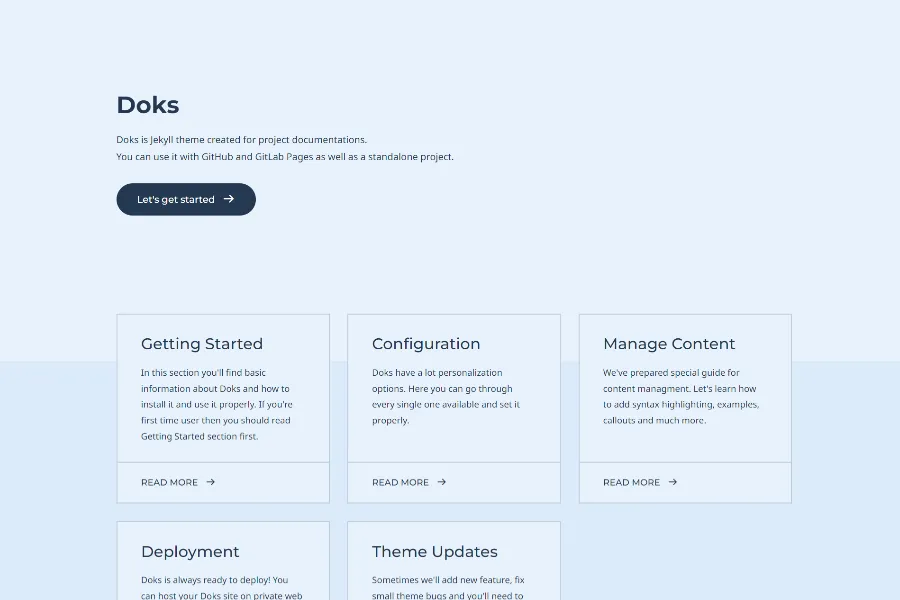 Doks
Doks is Jekyll theme created for project documentations.
You can use it with GitHub and GitLab Pages as well as a standalone project.
Let's get started
Getting Started
In this section you'll find basic
information about Doks and how to
install it and use it properly. If you're
first time user then you should read
Getting Started section first.
READ MORE
Configuration
Doks have a lot personalization
options. Here you can go through
every single one available and set it
properly.
READ MORE
Manage Content
We've prepared special guide for
content managment. Let's learn how
to add syntax highlighting, examples,
callouts and much more.
READ MORE
Deployment
Doks is always ready to deploy! You
can host your Doks site on private web
Theme Updates
Sometimes we'll add new feature, fix
small theme bugs and you'll need to